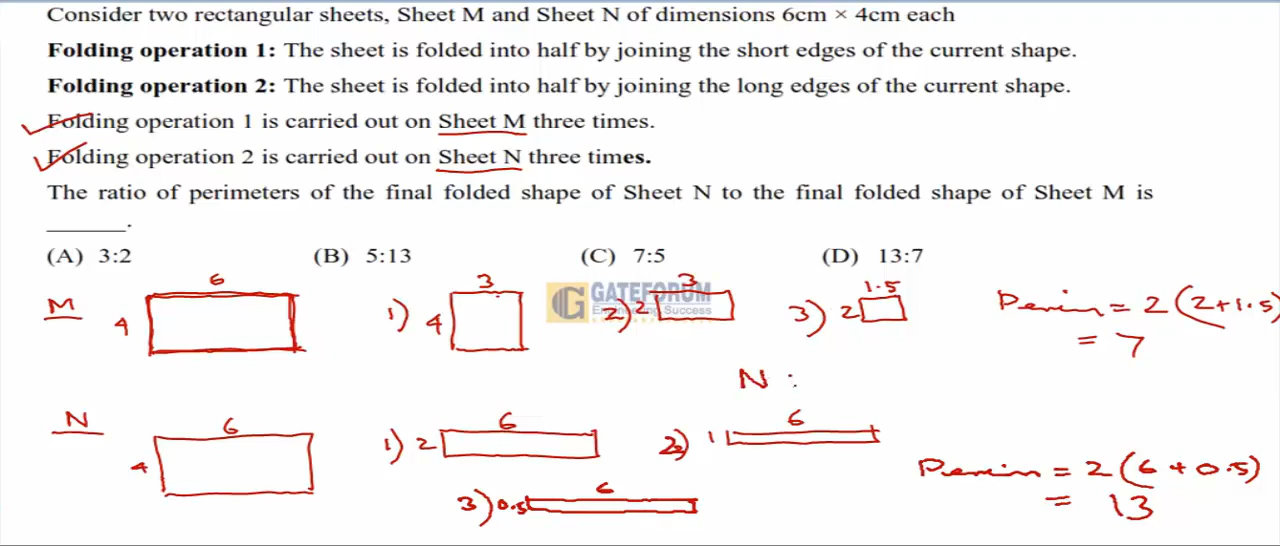 Consider two rectangular sheets, Sheet M and Sheet N of dimensions 6cm × 4cm each
Folding operation 1: The sheet is folded into half by joining the short edges of the current shape.
Folding operation 2: The sheet is folded into half by joining the long edges of the current shape.
Folding operation 1 is carried out on Sheet M three times.
Folding operation 2 is carried out on Sheet N three times.
The ratio of perimeters of the final folded shape of Sheet N to the final folded shape of Sheet M is
______.
(A) 3:2 (B) 5:13 (C) 7:5 (D) 13:7
M 6 4 1) 3 4 2) 3 2 3) 1.5 2 Perim = 2 (2+1.5)
GATEFORUM
Engineering Success
= 7
N :
N 6 4 1) 6 2 2) 6 1 Perim = 2 (6 + 0.5)
3) 6 0.5 = 13